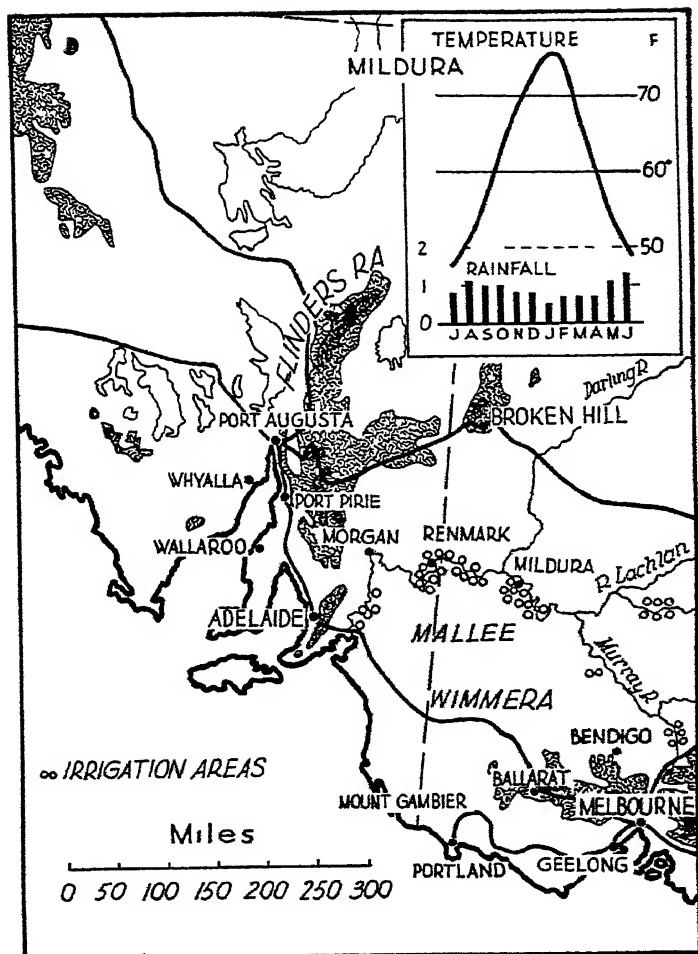 MILDURA
TEMPERATURE F
70
60°
2 50
RAINFALL
1
0
J A S O N D J F M A M J
FLINDERS RA
Darling R
PORT AUGUSTA
BROKEN HILL
WHYALLA
PORT PIRIE
MORGAN
RENMARK
WALLAROO
MILDURA
R Lachlan
ADELAIDE
MALLEE
Murray R
WIMMERA
BENDIGO
IRRIGATION AREAS
BALLARAT
MOUNT GAMBIER
MELBOURNE
Miles
PORTLAND
GEELONG
0 50 100 150 200 250 300